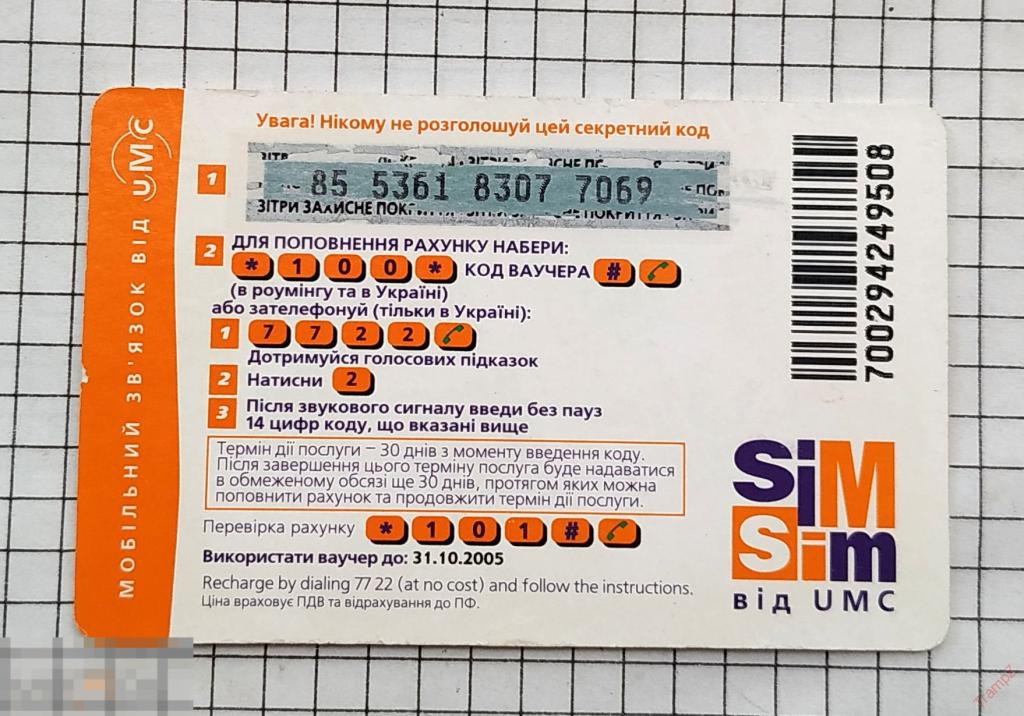 МОБІЛЬНИЙ ЗВ'ЯЗОК ВІД UMC
Увага! Нікому не розголошуй цей секретний код
1
85 5361 8307 7069
ЗІТРИ ЗАХИСНЕ
2 ДЛЯ ПОПОВНЕННЯ РАХУНКУ НАБЕРИ:
* 1 0 0 * КОД ВАУЧЕРА #
(в роумінгу та в Україні)
або зателефонуй (тільки в Україні):
1 7 7 2 2
Дотримуйся голосових підказок
2 Натисни 2
3 Після звукового сигналу введи без пауз
14 цифр коду, що вказані вище
Термін дії послуги – 30 днів з моменту введення коду.
Після завершення цього терміну послуга буде надаватися
в обмеженому обсязі ще 30 днів, протягом яких можна
поповнити рахунок та продовжити термін дії послуги.
Перевірка рахунку * 1 0 1 #
Використати ваучер до: 31.10.2005
Recharge by dialing 77 22 (at no cost) and follow the instructions.
Ціна враховує ПДВ та відрахування до ПФ.
700294249508
SiM
Sim
від UMC
TrampZ